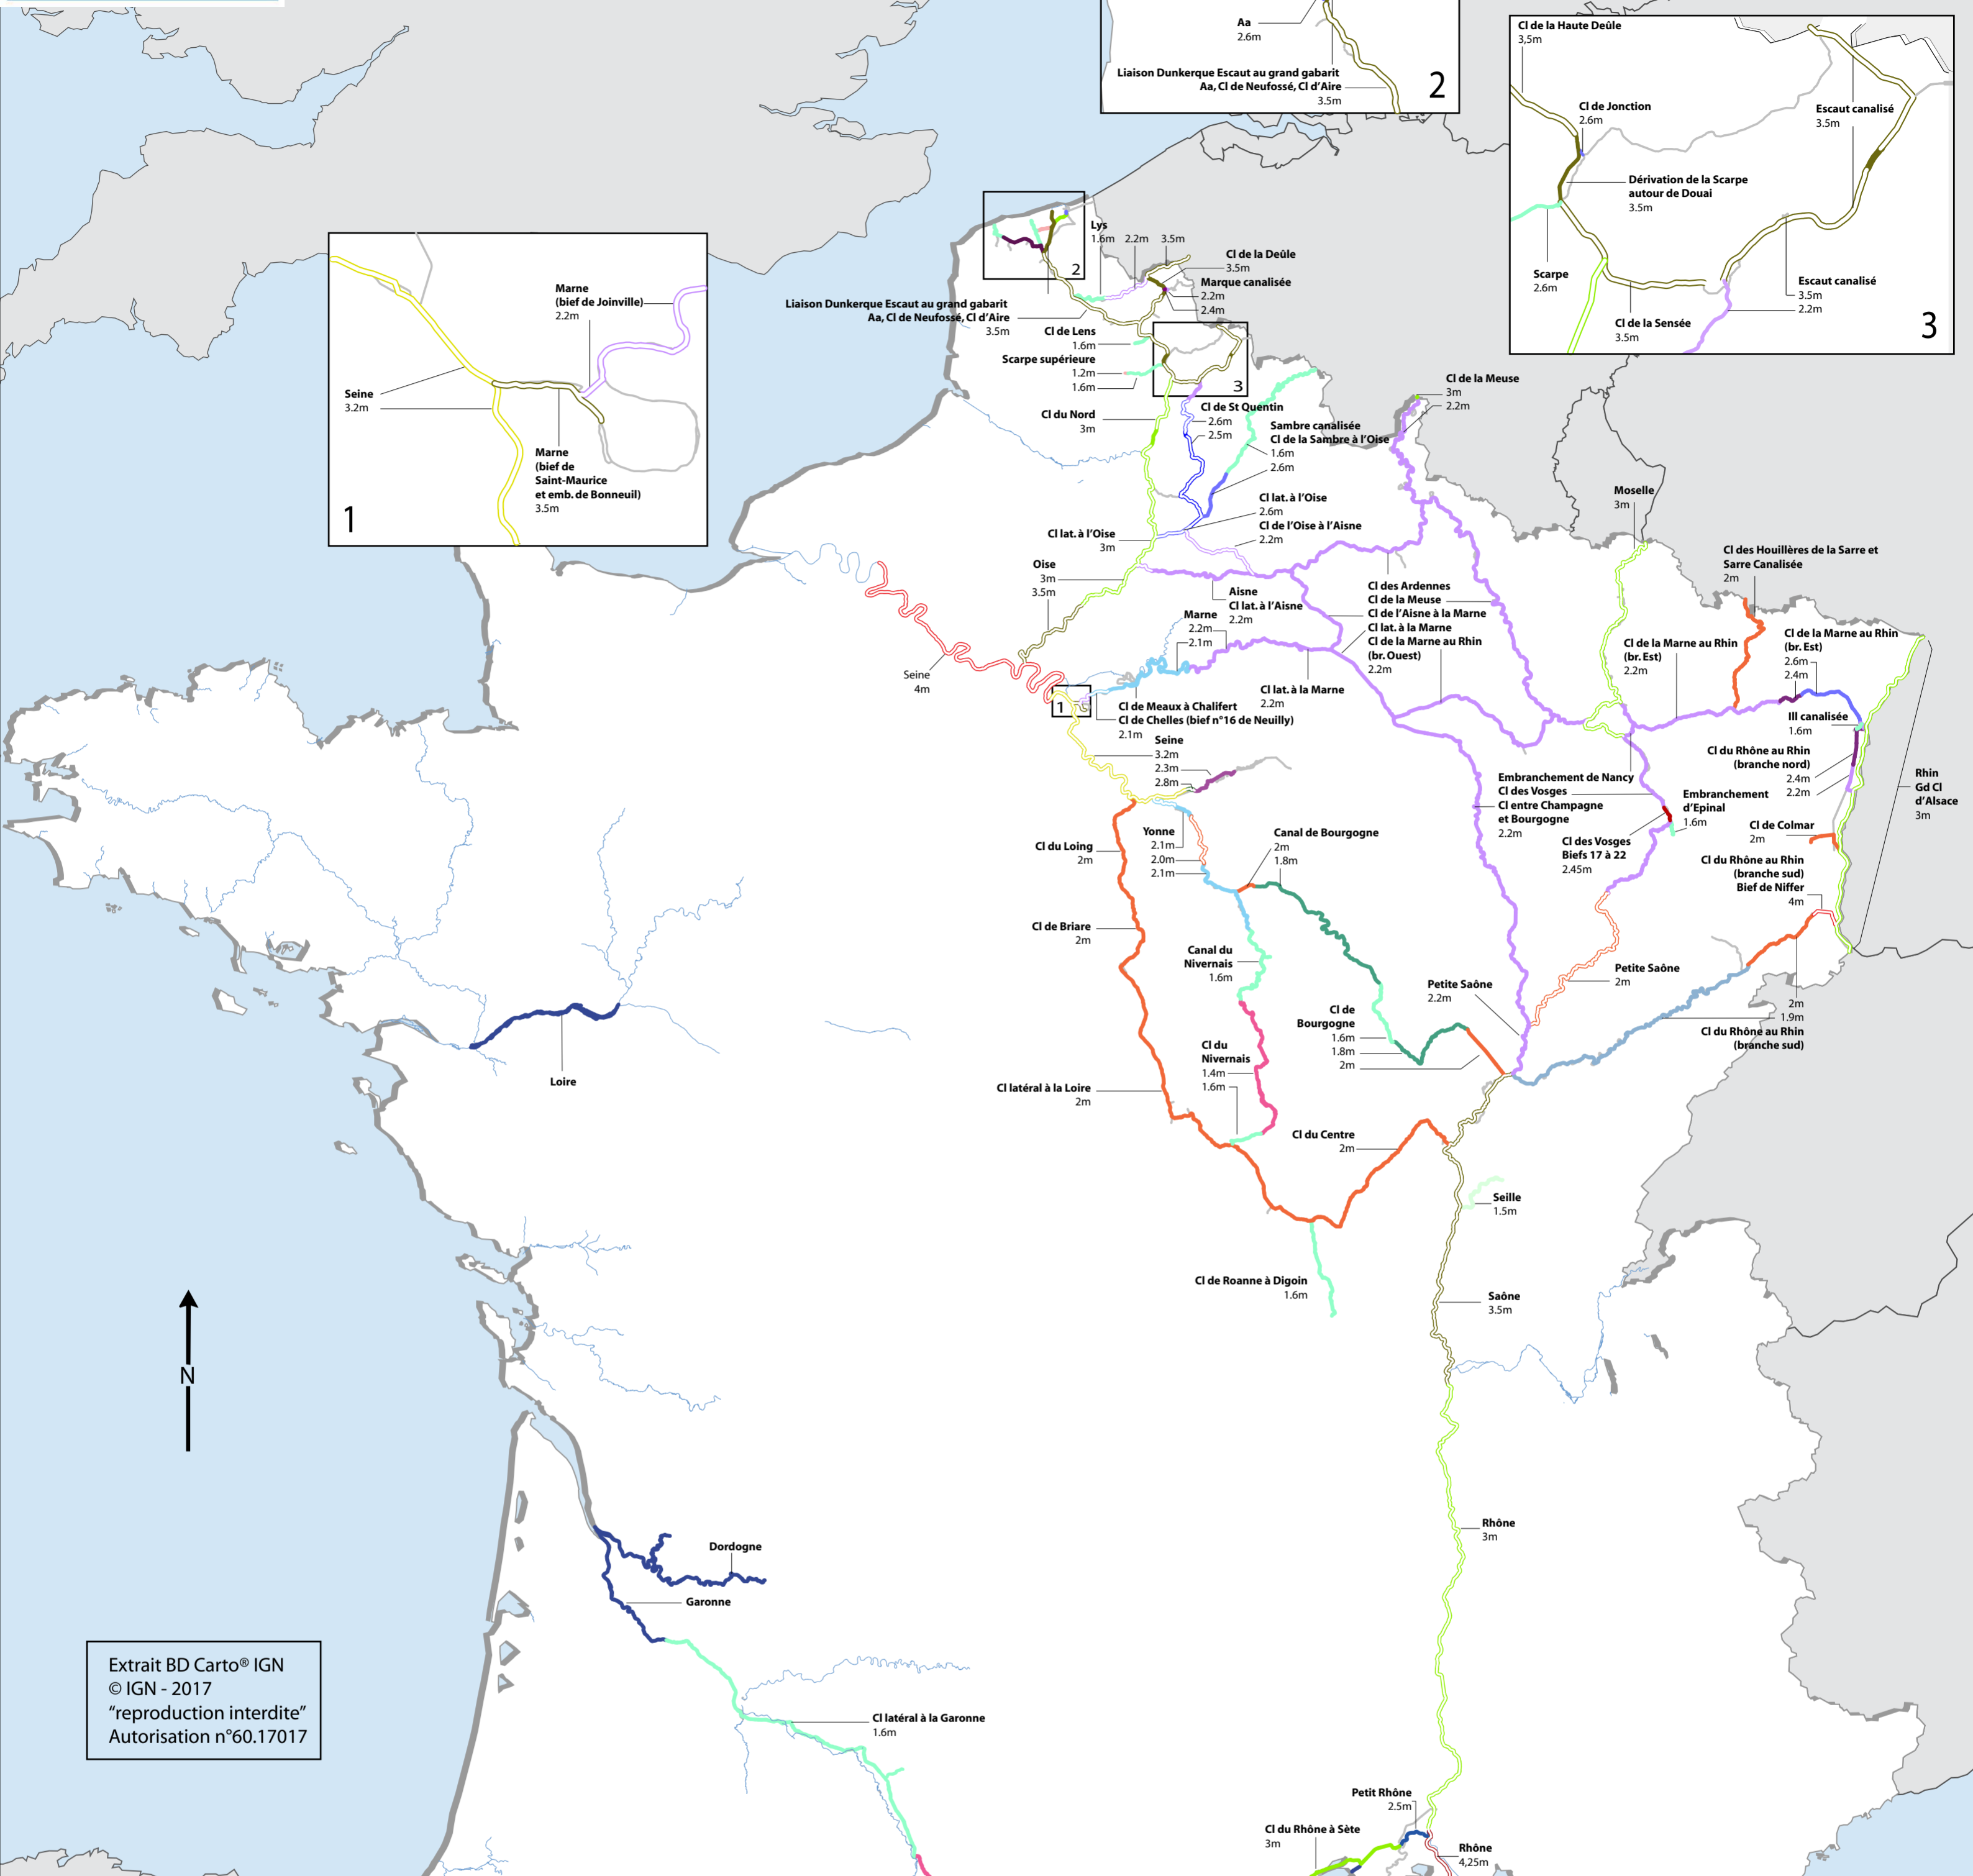 Aa
2.6m
Liaison Dunkerque Escaut au grand gabarit
Aa, Cl de Neufossé, Cl d'Aire
3.5m
2
Cl de la Haute Deûle
3,5m
Cl de Jonction
2.6m
Escaut canalisé
3.5m
Dérivation de la Scarpe
autour de Douai
3.5m
Scarpe
2.6m
Escaut canalisé
3.5m
2.2m
Cl de la Sensée
3.5m
3
Marne
(bief de Joinville)
2.2m
Seine
3.2m
Marne
(bief de
Saint-Maurice
et emb. de Bonneuil)
3.5m
1
2
Lys
1.6m
2.2m
3.5m
Cl de la Deûle
3.5m
Marque canalisée
2.2m
2.4m
Liaison Dunkerque Escaut au grand gabarit
Aa, Cl de Neufossé, Cl d'Aire
3.5m
Cl de Lens
1.6m
Scarpe supérieure
1.2m
1.6m
3
Cl du Nord
3m
Cl de St Quentin
2.6m
2.5m
Sambre canalisée
Cl de la Sambre à l'Oise
1.6m
2.6m
Cl de la Meuse
3m
2.2m
Cl lat. à l'Oise
2.6m
Cl de l'Oise à l'Aisne
2.2m
Cl lat. à l'Oise
3m
Oise
3m
3.5m
Moselle
3m
Cl des Houillères de la Sarre et
Sarre Canalisée
2m
Aisne
Cl lat. à l'Aisne
2.2m
Marne
2.2m
2.1m
Cl des Ardennes
Cl de la Meuse
Cl de l'Aisne à la Marne
Cl lat. à la Marne
Cl de la Marne au Rhin
(br. Ouest)
2.2m
Cl de la Marne au Rhin
(br. Est)
2.2m
Cl de la Marne au Rhin
(br. Est)
2.6m
2.4m
Seine
4m
Cl lat. à la Marne
2.2m
1
Cl de Meaux à Chalifert
Cl de Chelles (bief n°16 de Neuilly)
2.1m
Ill canalisée
1.6m
Seine
3.2m
2.3m
2.8m
Cl du Rhône au Rhin
(branche nord)
2.4m
2.2m
Rhin
Gd Cl
d'Alsace
3m
Embranchement de Nancy
Cl des Vosges
Cl entre Champagne
et Bourgogne
2.2m
Embranchement
d'Epinal
1.6m
Cl de Colmar
2m
Cl du Loing
2m
Yonne
2.1m
2.0m
2.1m
Canal de Bourgogne
2m
1.8m
Cl des Vosges
Biefs 17 à 22
2.45m
Cl du Rhône au Rhin
(branche sud)
Bief de Niffer
4m
Cl de Briare
2m
Canal du
Nivernais
1.6m
Petite Saône
2.2m
Petite Saône
2m
2m
1.9m
Cl du Rhône au Rhin
(branche sud)
Cl de
Bourgogne
1.6m
1.8m
2m
Cl du
Nivernais
1.4m
1.6m
Loire
Cl latéral à la Loire
2m
Cl du Centre
2m
Seille
1.5m
Cl de Roanne à Digoin
1.6m
Saône
3.5m
N
Rhône
3m
Dordogne
Garonne
Extrait BD Carto® IGN
© IGN - 2017
“reproduction interdite”
Autorisation n°60.17017
Cl latéral à la Garonne
1.6m
Petit Rhône
2.5m
Cl du Rhône à Sète
3m
Rhône
4,25m